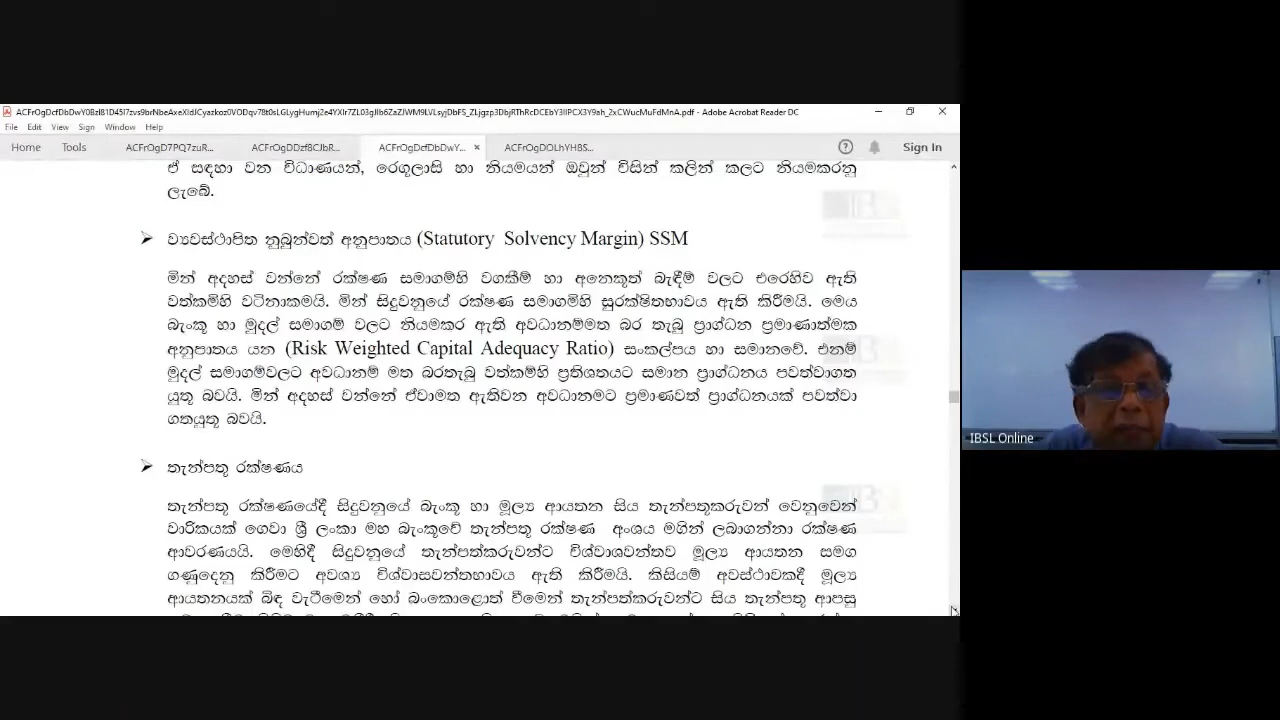 ACFrOgDcfDbDwY0BzI81D45I7zvs9brNbeAxeXIdJCyazkoz0VODqv78t0sLGLygHumj2e4YXIr7ZL03gJIb6ZaZJWM9LVLsyjDbFS_ZLjgzp3DbjRThRcDCEbY3IIPCX3Y9ah_2xCWucMuFdMnA.pdf - Adobe Acrobat Reader DC
File Edit View Sign Window Help
Home Tools ACFrOgD7PQ7zuR... ACFrOgDDzf8CJbR... ACFrOgDcfDbDwY... × ACFrOgDOLhYH8S... Sign In
ඒ සඳහා වන විධාණයන්, රෙගුලාසි හා නියමයන් ඔවුන් විසින් කලින් කලට නියමකරනු
ලැබේ.
➢ ව්‍යවස්ථාපිත නුබුන්වත් අනුපාතය (Statutory Solvency Margin) SSM
මින් අදහස් වන්නේ රක්ෂණ සමාගම්හි වගකීම් හා අනෙකුත් බැඳීම් වලට එරෙහිව ඇති
වත්කම්හි වටිනාකමයි. මින් සිදුවනුයේ රක්ෂණ සමාගම්හි සුරක්ෂිතභාවය ඇති කිරීමයි. මෙය
බැංකු හා මුදල් සමාගම් වලට නියමකර ඇති අවධානම්මත බර තැබු ප්‍රාග්ධන ප්‍රමාණාත්මක
අනුපාතය යන (Risk Weighted Capital Adequacy Ratio) සංකල්පය හා සමානවේ. එනම්
මුදල් සමාගම්වලට අවධානම් මත බරතැබු වත්කම්හි ප්‍රතිශතයට සමාන ප්‍රාග්ධනය පවත්වාගත
යුතු බවයි. මින් අදහස් වන්නේ ඒවාමත ඇතිවන අවධානමට ප්‍රමාණවත් ප්‍රාග්ධනයක් පවත්වා
ගතයුතු බවයි.
➢ තැන්පතු රක්ෂණය
තැන්පතු රක්ෂණයේදී සිදුවනුයේ බැංකු හා මූල්‍ය ආයතන සිය තැන්පතුකරුවන් වෙනුවෙන්
වාරිකයක් ගෙවා ශ්‍රී ලංකා මහ බැංකුවේ තැන්පතු රක්ෂණ අංශය මගින් ලබාගන්නා රක්ෂණ
ආවරණයයි. මෙහිදී සිදුවනුයේ තැන්පත්කරුවන්ට විශ්වාශවන්තව මූල්‍ය ආයතන සමග
ගණුදෙනු කිරීමට අවශ්‍ය විශ්වාසවන්තභාවය ඇති කිරීමයි. කිසියම් අවස්ථාවකදී මූල්‍ය
ආයතනයක් බිඳ වැටීමෙන් හෝ බංකොළොත් වීමෙන් තැන්පත්කරුවන්ට සිය තැන්පතු ආපසු
IBSL Online